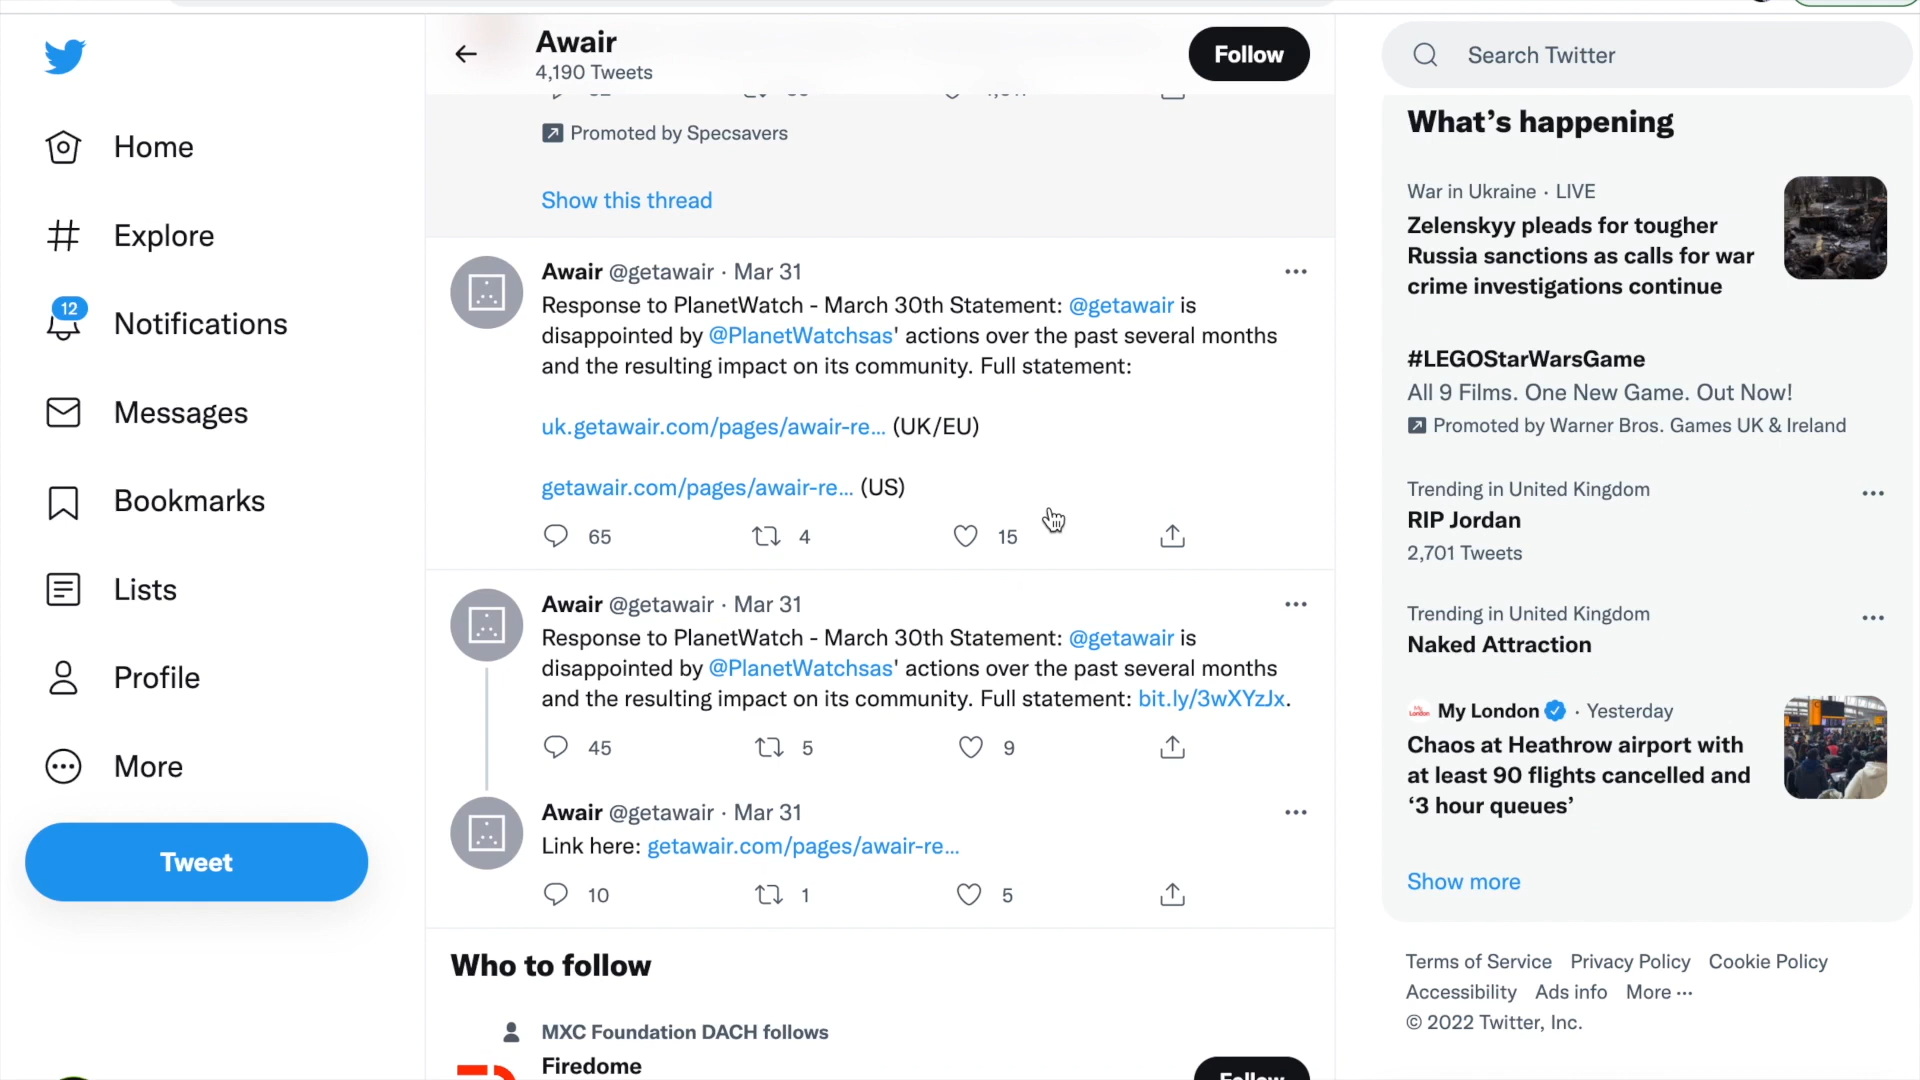 Home
Explore
12
Notifications
Messages
Bookmarks
Lists
Profile
More
Tweet
Awair
4,190 Tweets
Follow
Promoted by Specsavers
Show this thread
Awair @getawair · Mar 31
Response to PlanetWatch - March 30th Statement: @getawair is
disappointed by @PlanetWatchsas' actions over the past several months
and the resulting impact on its community. Full statement:
uk.getawair.com/pages/awair-re... (UK/EU)
getawair.com/pages/awair-re... (US)
65 4 15
Awair @getawair · Mar 31
Response to PlanetWatch - March 30th Statement: @getawair is
disappointed by @PlanetWatchsas' actions over the past several months
and the resulting impact on its community. Full statement: bit.ly/3wXYzJx.
45 5 9
Awair @getawair · Mar 31
Link here: getawair.com/pages/awair-re...
10 1 5
Who to follow
MXC Foundation DACH follows
Firedome
Follow
Search Twitter
What's happening
War in Ukraine · LIVE
Zelenskyy pleads for tougher
Russia sanctions as calls for war
crime investigations continue
#LEGOStarWarsGame
All 9 Films. One New Game. Out Now!
Promoted by Warner Bros. Games UK & Ireland
Trending in United Kingdom
RIP Jordan
2,701 Tweets
Trending in United Kingdom
Naked Attraction
My London · Yesterday
Chaos at Heathrow airport with
at least 90 flights cancelled and
‘3 hour queues’
Show more
Terms of Service Privacy Policy Cookie Policy
Accessibility Ads info More ···
© 2022 Twitter, Inc.